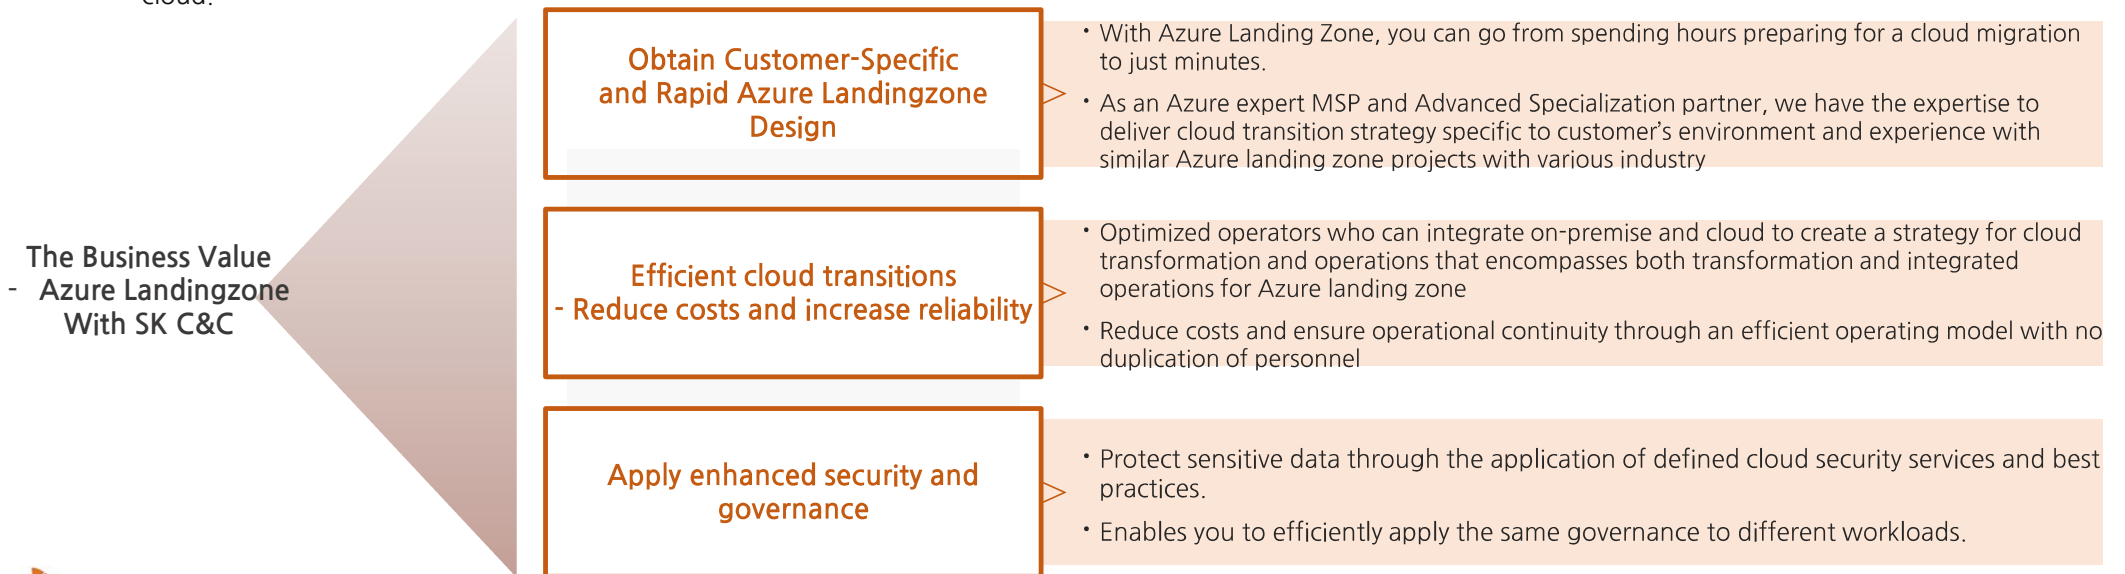 cloud.
The Business Value
- Azure Landingzone
With SK C&C
Obtain Customer-Specific
and Rapid Azure Landingzone
Design
• With Azure Landing Zone, you can go from spending hours preparing for a cloud migration
to just minutes.
• As an Azure expert MSP and Advanced Specialization partner, we have the expertise to
deliver cloud transition strategy specific to customer's environment and experience with
similar Azure landing zone projects with various industry
Efficient cloud transitions
- Reduce costs and increase reliability
• Optimized operators who can integrate on-premise and cloud to create a strategy for cloud
transformation and operations that encompasses both transformation and integrated
operations for Azure landing zone
• Reduce costs and ensure operational continuity through an efficient operating model with no
duplication of personnel
Apply enhanced security and
governance
• Protect sensitive data through the application of defined cloud security services and best
practices.
• Enables you to efficiently apply the same governance to different workloads.